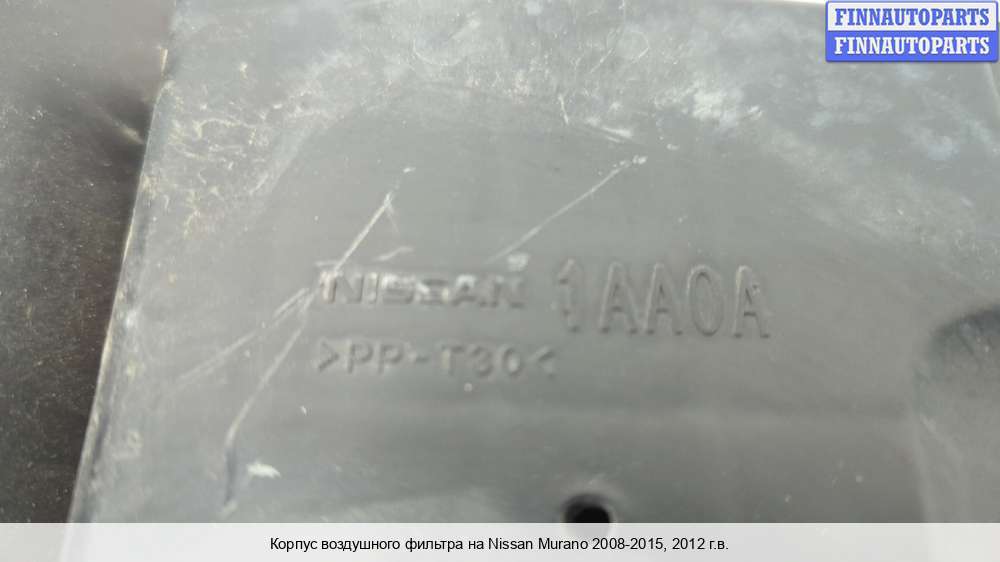 FINNAUTOPARTS
FINNAUTOPARTS
NISSAN 1AA0A
>PP-T30<
Корпус воздушного фильтра на Nissan Murano 2008-2015, 2012 г.в.